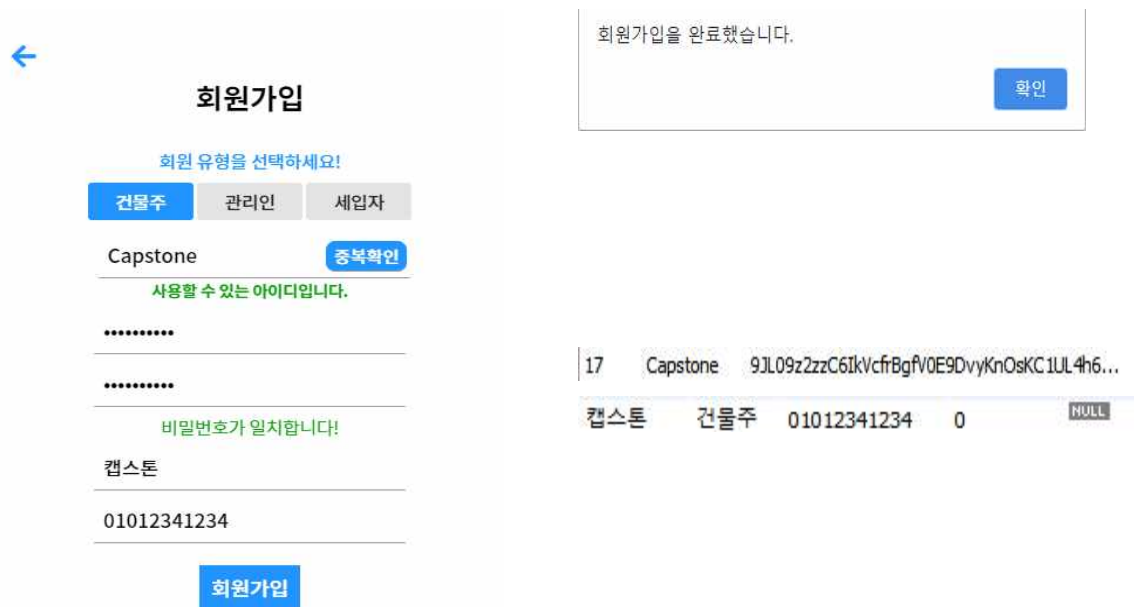 회원가입
회원 유형을 선택하세요!
건물주 관리인 세입자
Capstone 중복확인
사용할 수 있는 아이디입니다.
••••••••••
••••••••••
비밀번호가 일치합니다!
캡스톤
01012341234
회원가입
회원가입을 완료했습니다.
확인
17 Capstone 9JL09z2zzC6IkVcfrBgfV0E9DvyKnOsKC1UL4h6...
캡스톤 건물주 01012341234 0 NULL